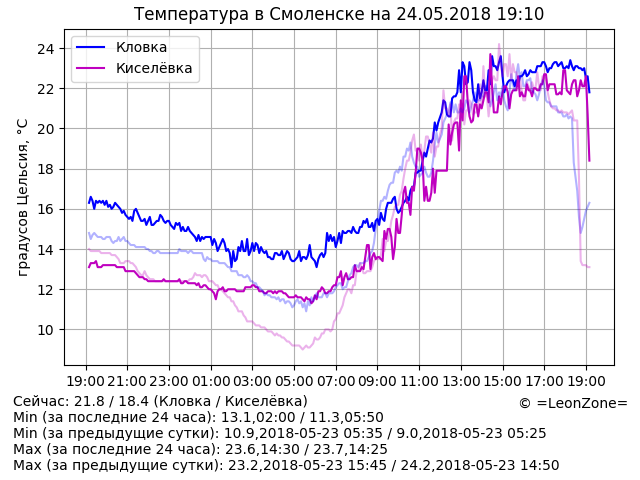 Температура в Смоленске на 24.05.2018 19:10
24
22
20
18
16
14
12
10
градусов Цельсия, °C
Кловка
Киселёвка
19:00 21:00 23:00 01:00 03:00 05:00 07:00 09:00 11:00 13:00 15:00 17:00 19:00
Сейчас: 21.8 / 18.4 (Кловка / Киселёвка)
© =LeonZone=
Min (за последние 24 часа): 13.1,02:00 / 11.3,05:50
Min (за предыдущие сутки): 10.9,2018-05-23 05:35 / 9.0,2018-05-23 05:25
Max (за последние 24 часа): 23.6,14:30 / 23.7,14:25
Max (за предыдущие сутки): 23.2,2018-05-23 15:45 / 24.2,2018-05-23 14:50